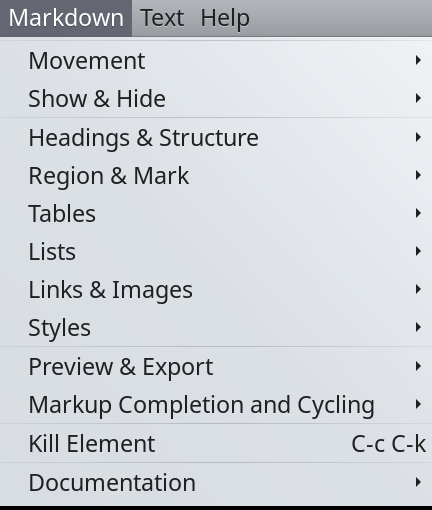 Markdown Text Help
Movement
Show & Hide
Headings & Structure
Region & Mark
Tables
Lists
Links & Images
Styles
Preview & Export
Markup Completion and Cycling
Kill Element C-c C-k
Documentation